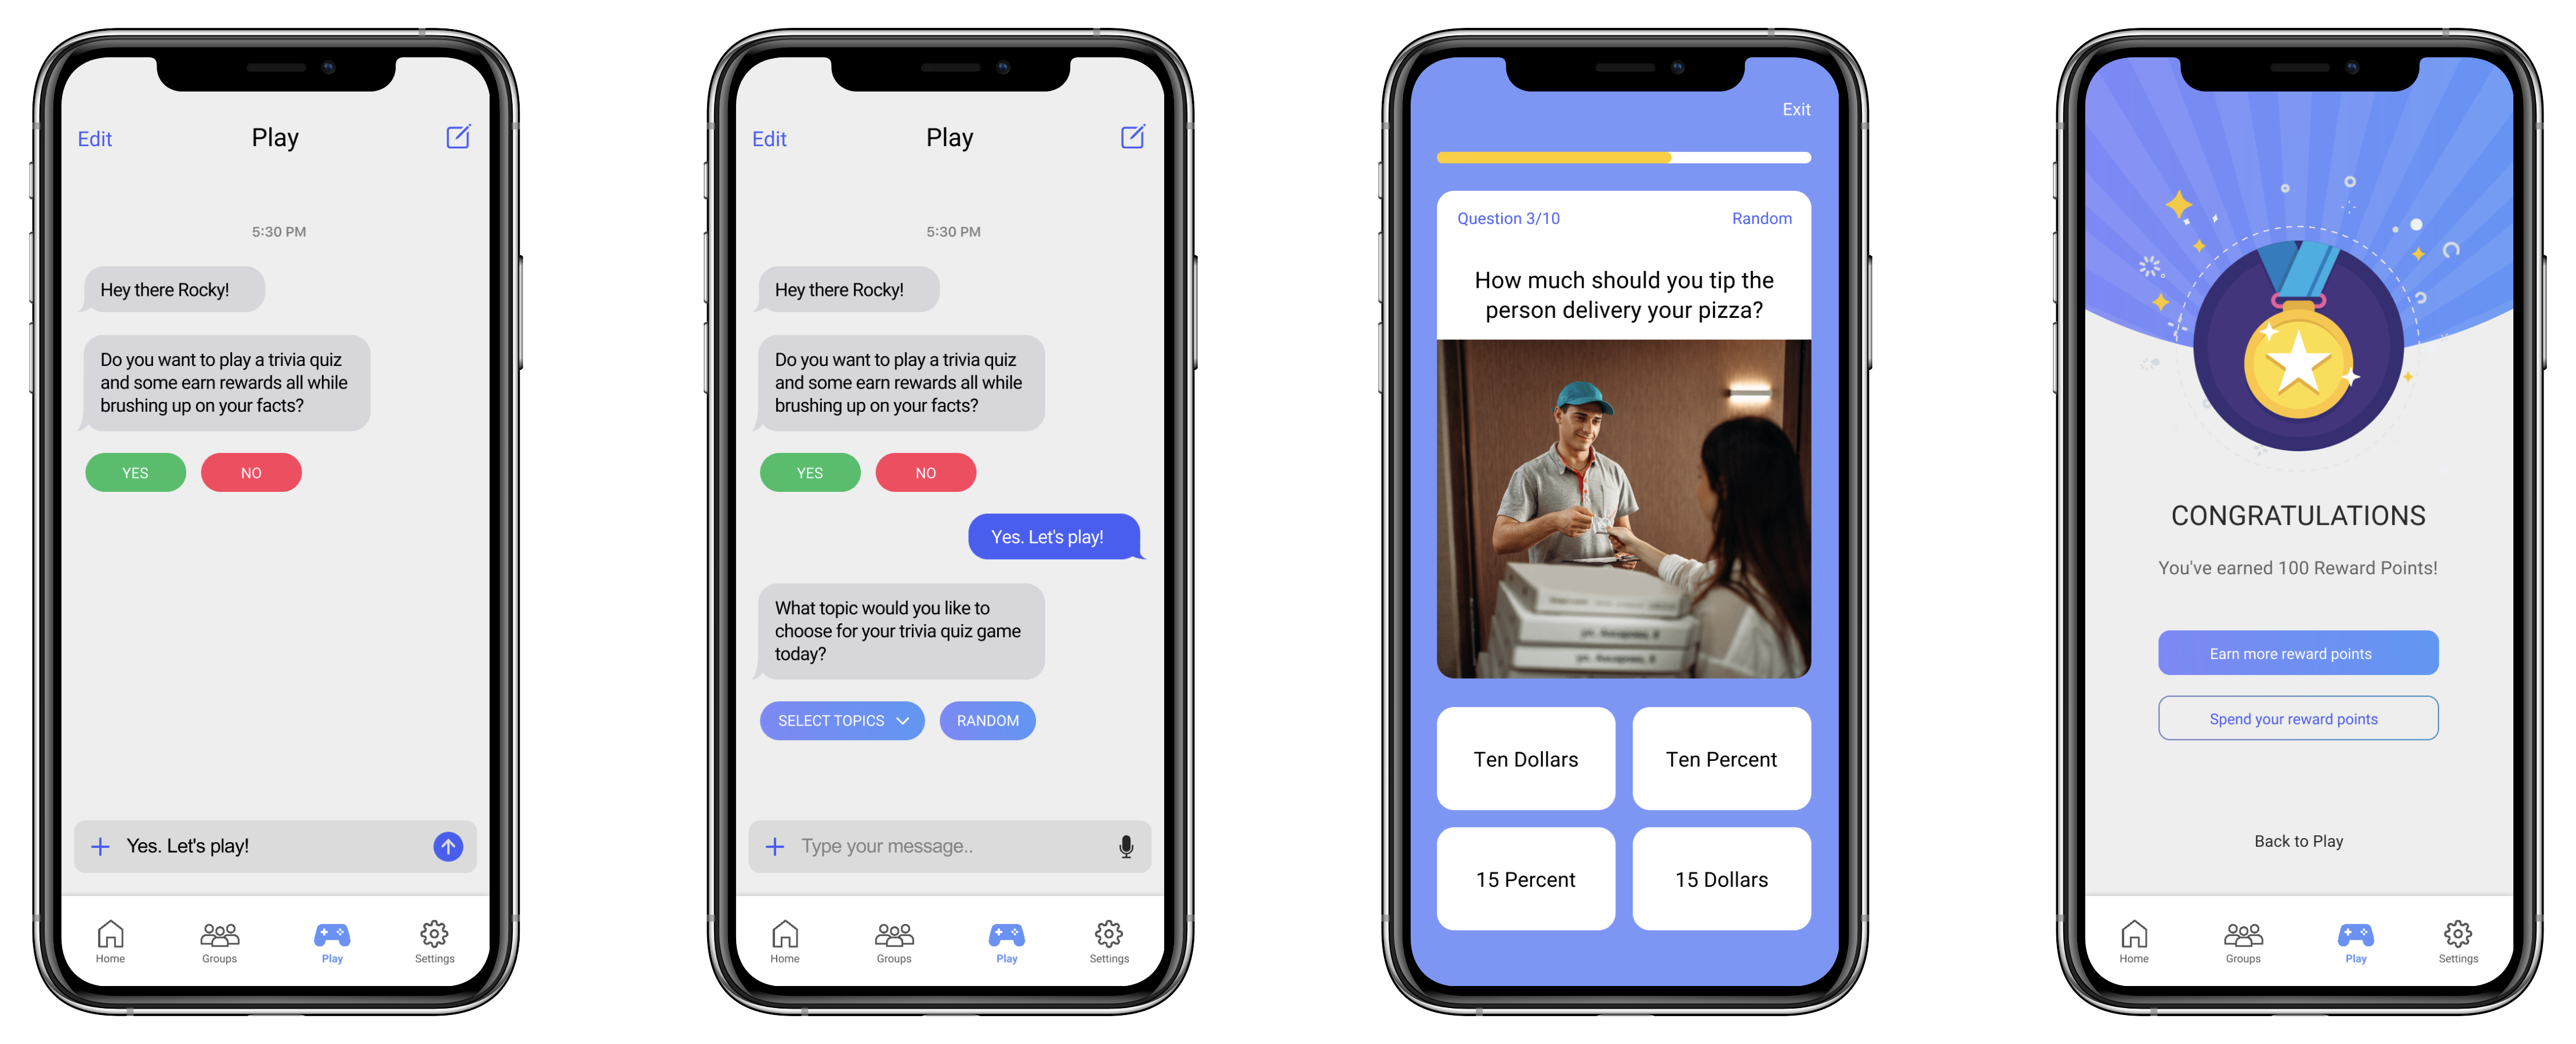 Edit
Play
5:30 PM
Hey there Rocky!
Do you want to play a trivia quiz
and some earn rewards all while
brushing up on your facts?
YES
NO
Yes. Let's play!
Home
Groups
Play
Settings
Edit
Play
5:30 PM
Hey there Rocky!
Do you want to play a trivia quiz
and some earn rewards all while
brushing up on your facts?
YES
NO
Yes. Let's play!
What topic would you like to
choose for your trivia quiz game
today?
SELECT TOPICS
RANDOM
Type your message..
Home
Groups
Play
Settings
Exit
Question 3/10
Random
How much should you tip the
person delivery your pizza?
Ten Dollars
Ten Percent
15 Percent
15 Dollars
CONGRATULATIONS
You've earned 100 Reward Points!
Earn more reward points
Spend your reward points
Back to Play
Home
Groups
Play
Settings